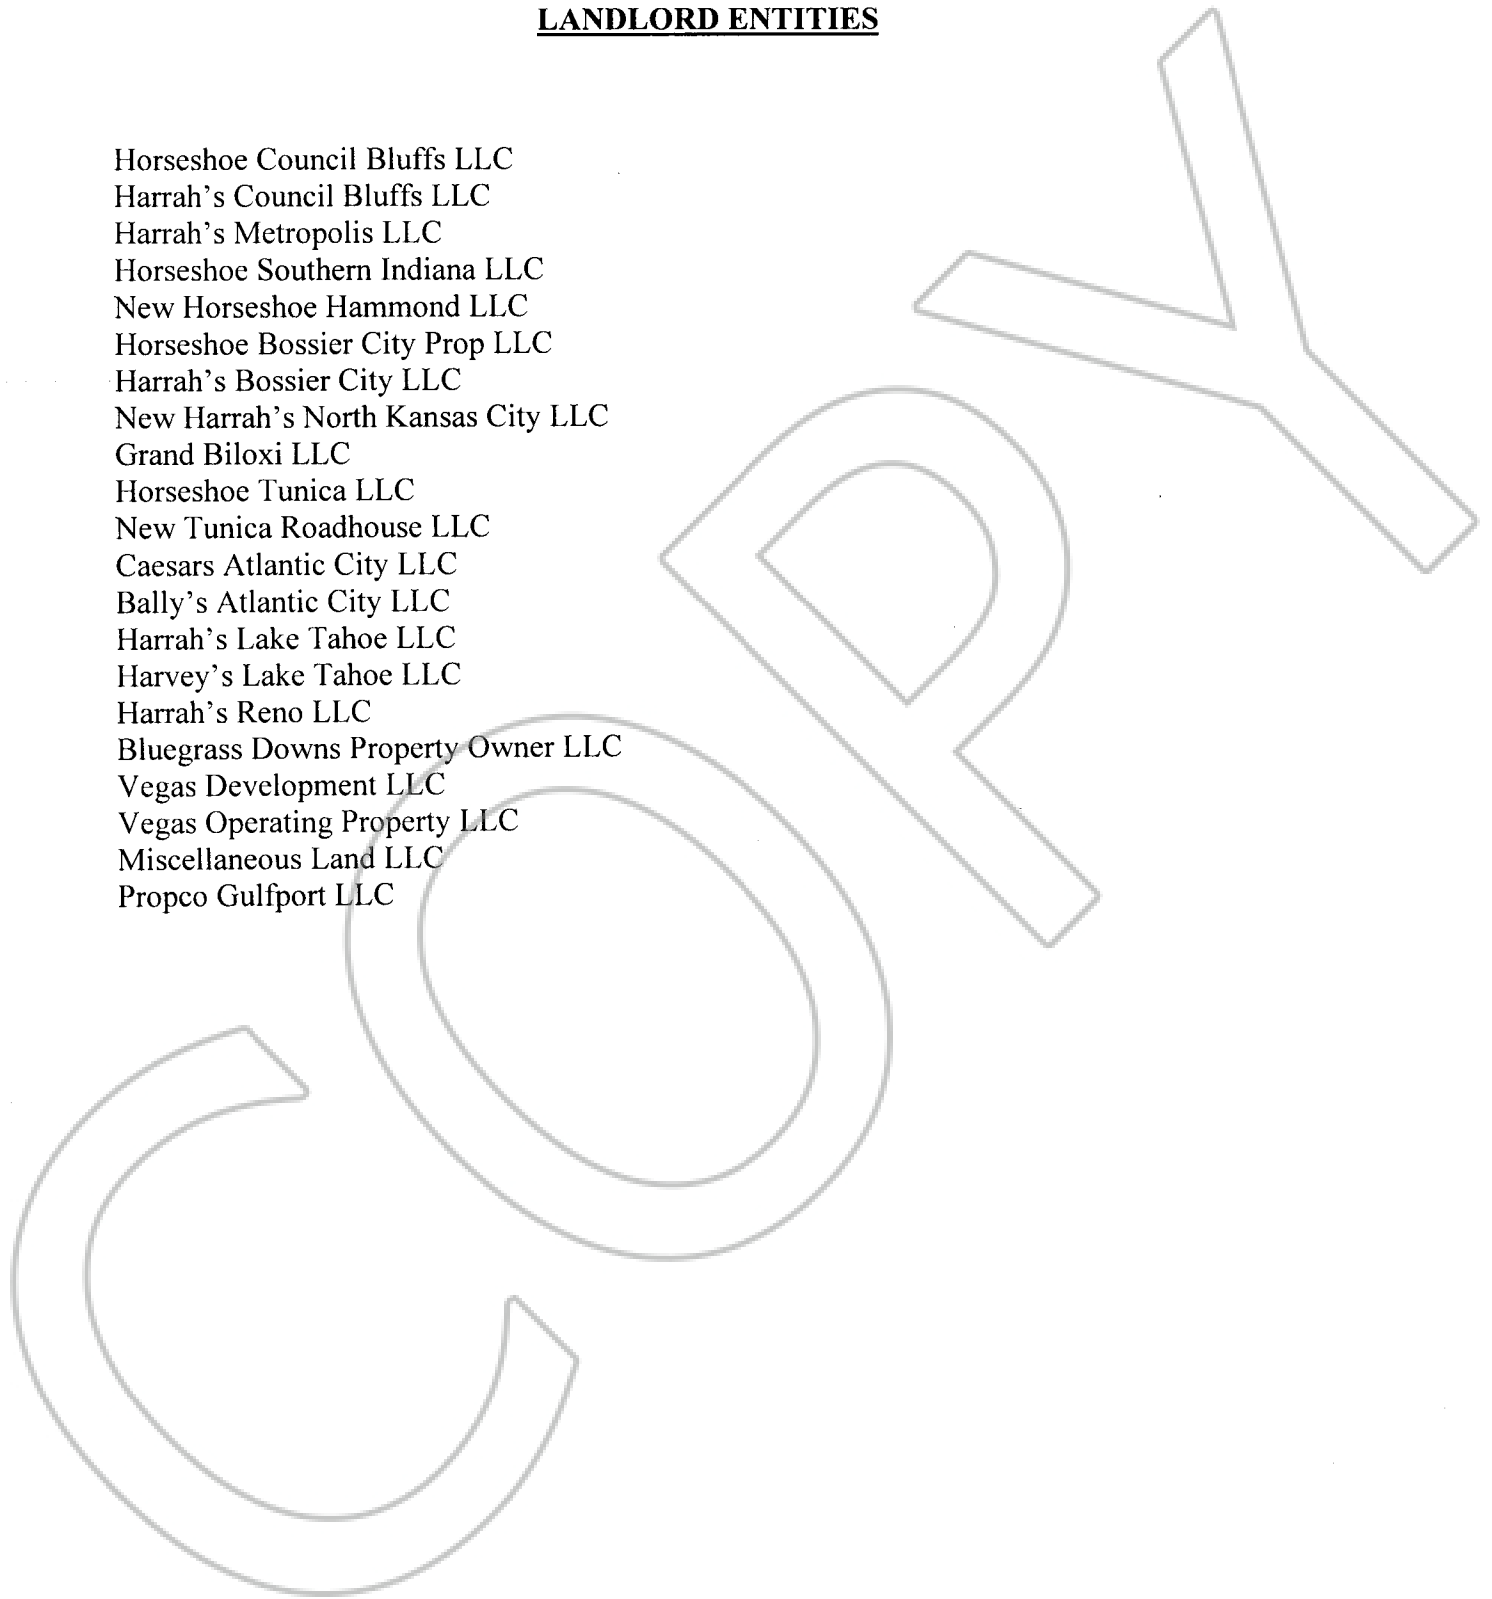 LANDLORD ENTITIES
Horseshoe Council Bluffs LLC
Harrah’s Council Bluffs LLC
Harrah’s Metropolis LLC
Horseshoe Southern Indiana LLC
New Horseshoe Hammond LLC
Horseshoe Bossier City Prop LLC
Harrah’s Bossier City LLC
New Harrah’s North Kansas City LLC
Grand Biloxi LLC
Horseshoe Tunica LLC
New Tunica Roadhouse LLC
Caesars Atlantic City LLC
Bally’s Atlantic City LLC
Harrah’s Lake Tahoe LLC
Harvey’s Lake Tahoe LLC
Harrah’s Reno LLC
Bluegrass Downs Property Owner LLC
Vegas Development LLC
Vegas Operating Property LLC
Miscellaneous Land LLC
Propco Gulfport LLC
COPY